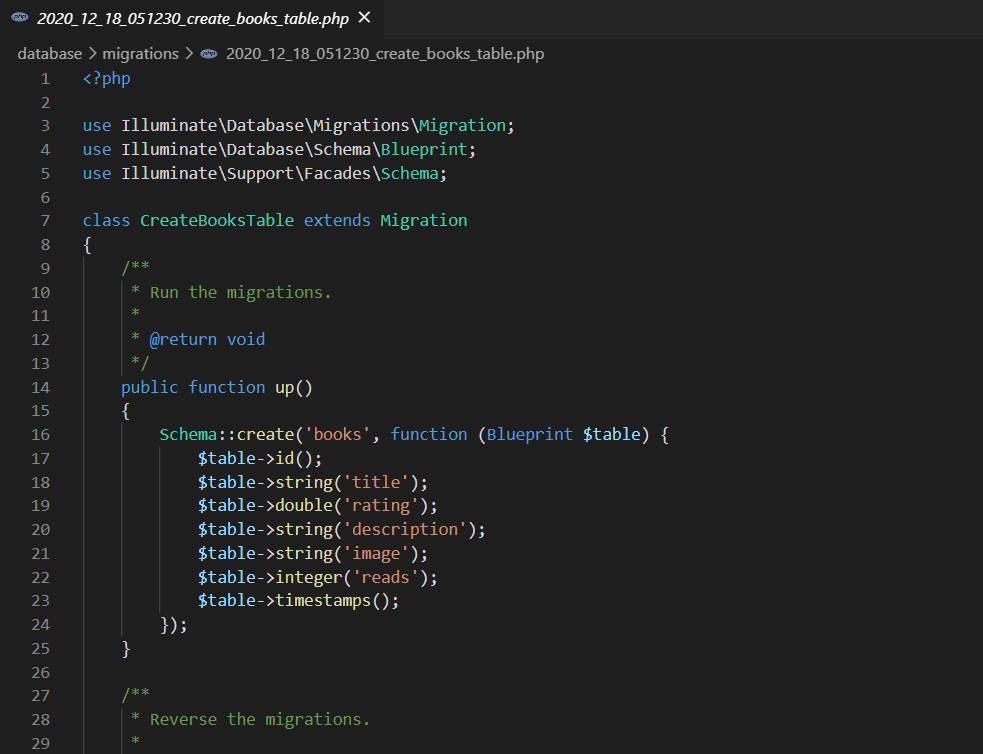 2020_12_18_051230_create_books_table.php ×
database > migrations > 2020_12_18_051230_create_books_table.php
1 <?php
2
3 use Illuminate\Database\Migrations\Migration;
4 use Illuminate\Database\Schema\Blueprint;
5 use Illuminate\Support\Facades\Schema;
6
7 class CreateBooksTable extends Migration
8 {
9     /**
10      * Run the migrations.
11      *
12      * @return void
13      */
14     public function up()
15     {
16         Schema::create('books', function (Blueprint $table) {
17             $table->id();
18             $table->string('title');
19             $table->double('rating');
20             $table->string('description');
21             $table->string('image');
22             $table->integer('reads');
23             $table->timestamps();
24         });
25     }
26
27     /**
28      * Reverse the migrations.
29      *